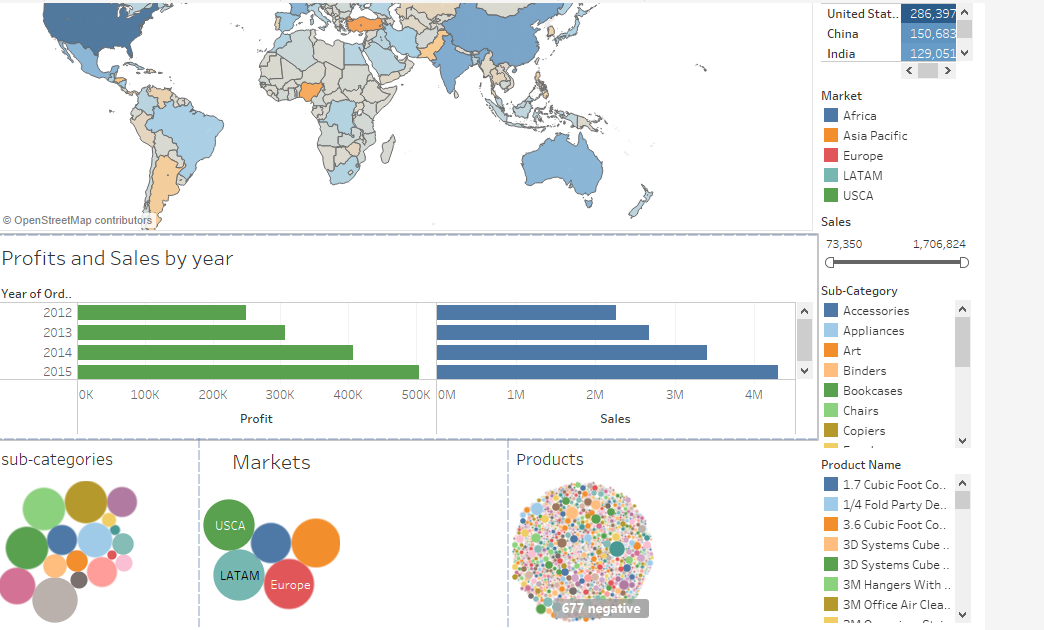 United Stat.. 286,397
China 150,683
India 129,051
Market
Africa
Asia Pacific
Europe
LATAM
USCA
© OpenStreetMap contributors
Sales
73,350 1,706,824
Profits and Sales by year
Year of Ord..
2012
2013
2014
2015
0K 100K 200K 300K 400K 500K 0M 1M 2M 3M 4M
Profit Sales
Sub-Category
Accessories
Appliances
Art
Binders
Bookcases
Chairs
Copiers
sub-categories
Markets
USCA
LATAM
Europe
Products
677 negative
Product Name
1.7 Cubic Foot Co..
1/4 Fold Party De..
3.6 Cubic Foot Co..
3D Systems Cube ..
3D Systems Cube ..
3M Hangers With ..
3M Office Air Clea..